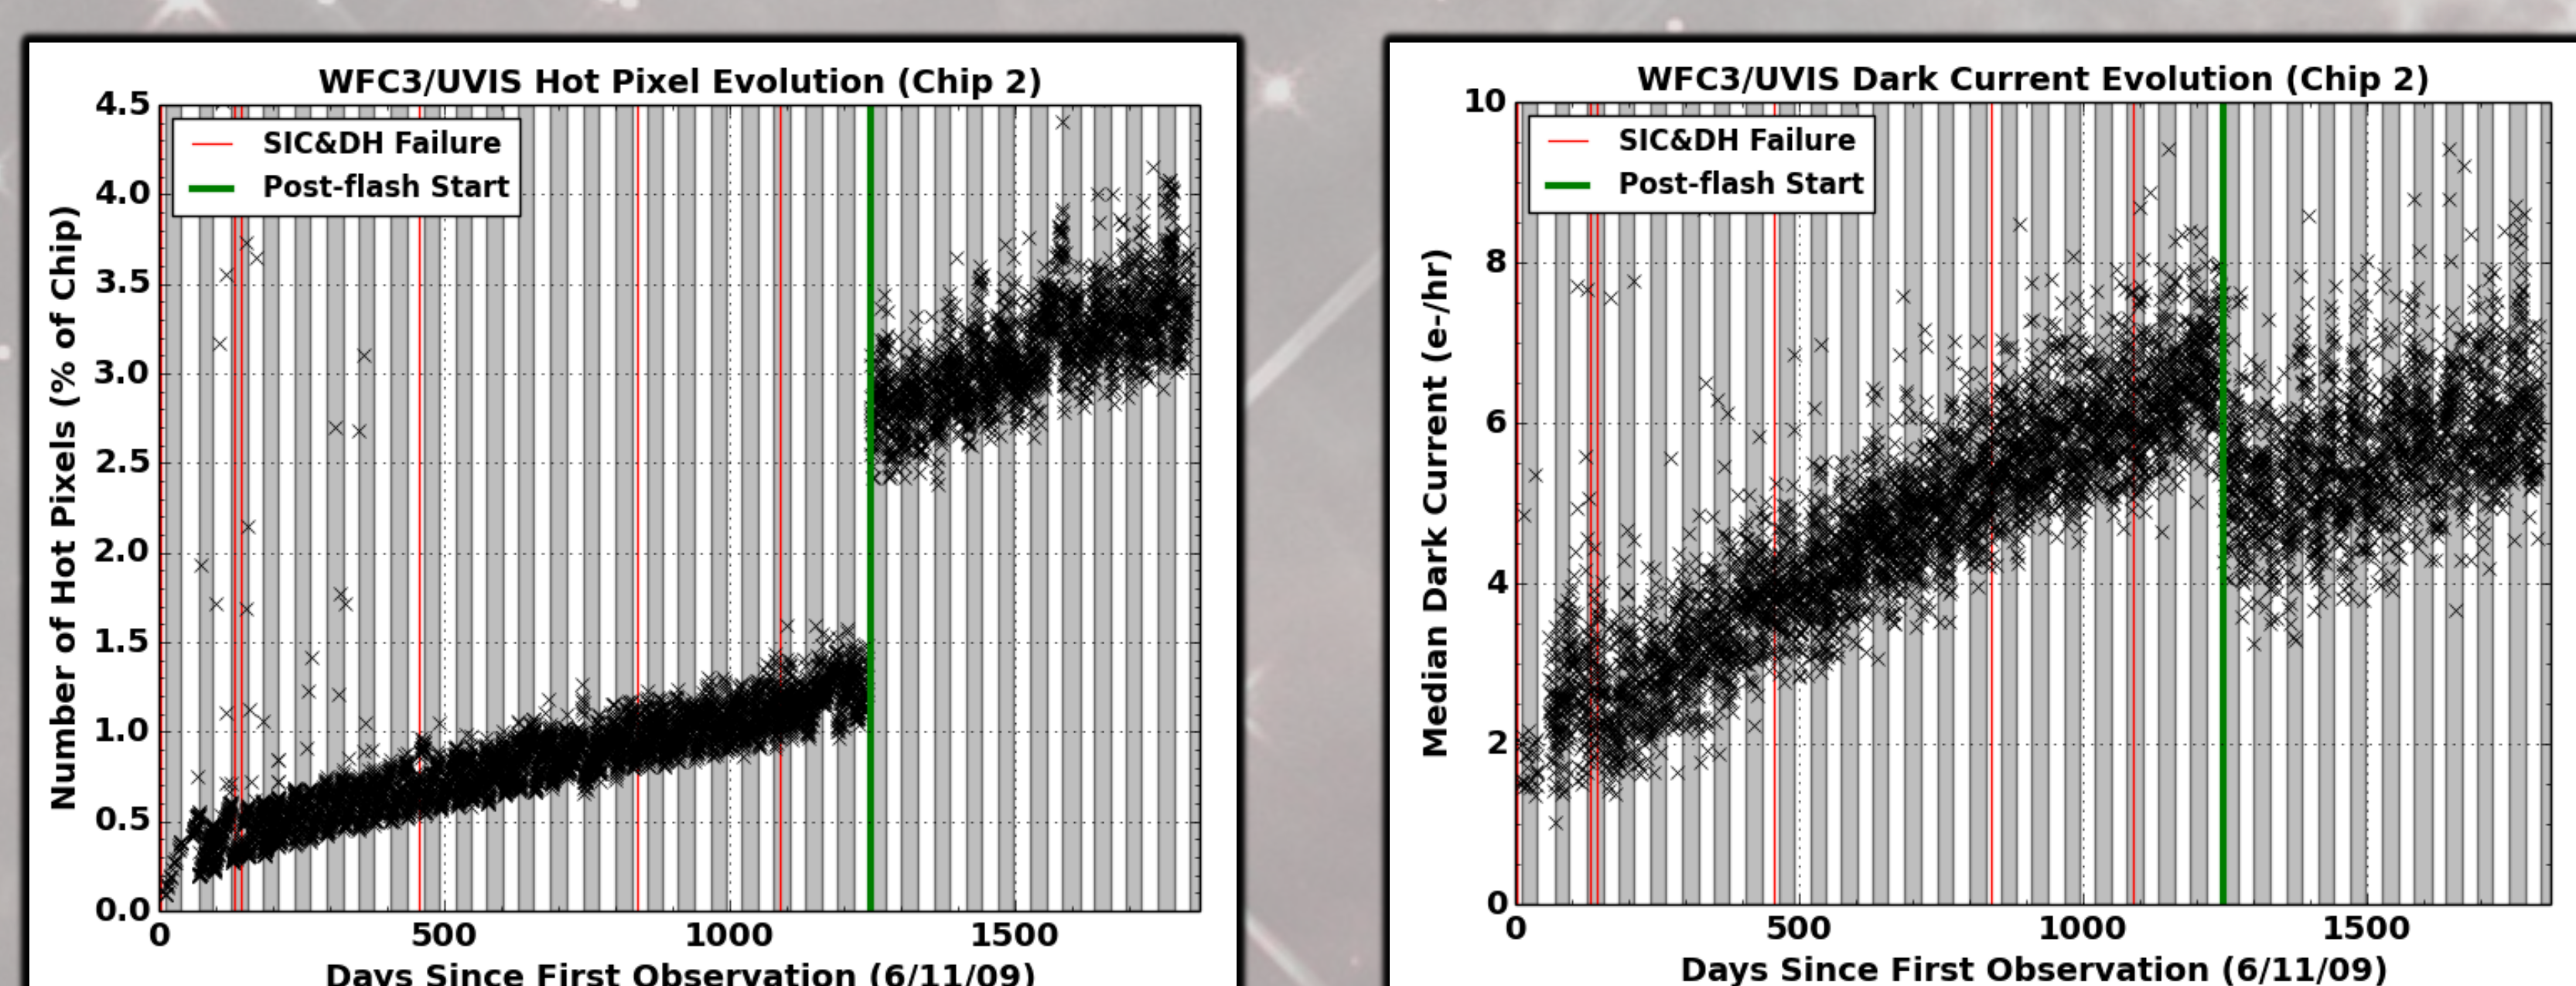 WFC3/UVIS Hot Pixel Evolution (Chip 2)
SIC&DH Failure
Post-flash Start
Number of Hot Pixels (% of Chip)
4.5
4.0
3.5
3.0
2.5
2.0
1.5
1.0
0.5
0.0
0 500 1000 1500
Days Since First Observation (6/11/09)
WFC3/UVIS Dark Current Evolution (Chip 2)
SIC&DH Failure
Post-flash Start
Median Dark Current (e-/hr)
10
8
6
4
2
0
0 500 1000 1500
Days Since First Observation (6/11/09)